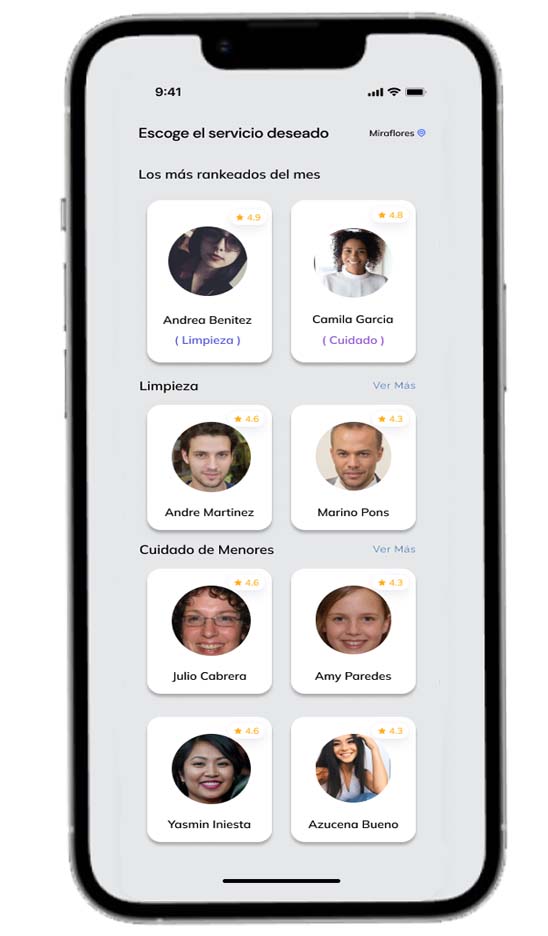 9:41
Escoge el servicio deseado Miraflores
Los más rankeados del mes
4.9 4.8
Andrea Benitez Camila Garcia
( Limpieza ) ( Cuidado )
Limpieza Ver Más
4.6 4.3
Andre Martinez Marino Pons
Cuidado de Menores Ver Más
4.6 4.3
Julio Cabrera Amy Paredes
4.6 4.3
Yasmin Iniesta Azucena Bueno